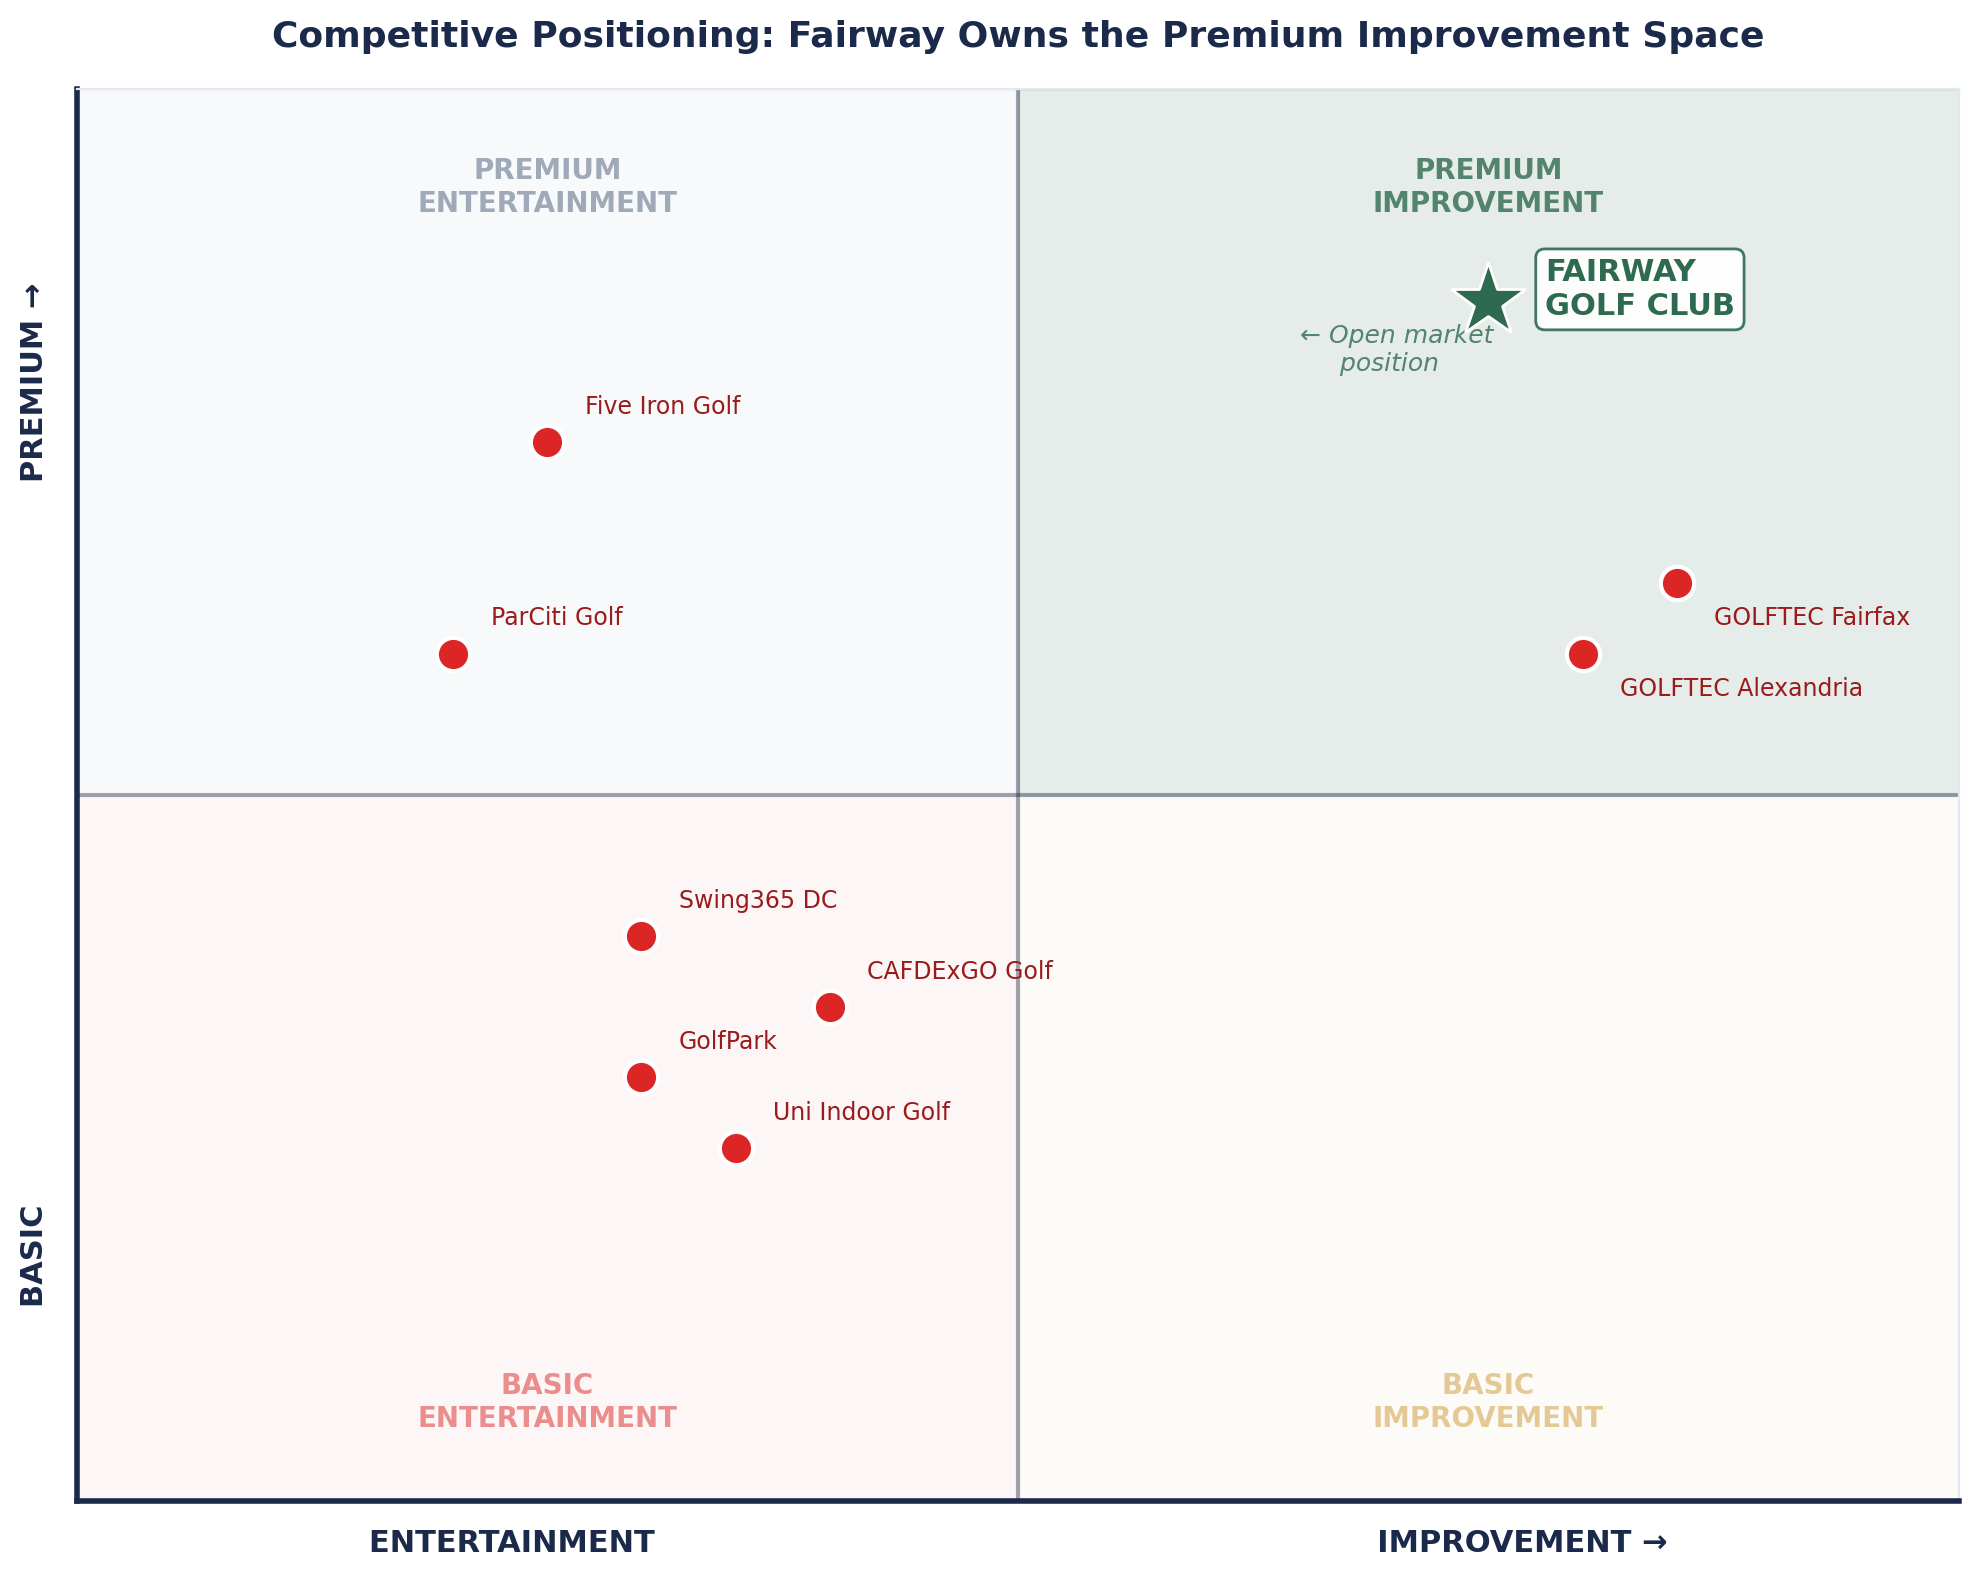 Competitive Positioning: Fairway Owns the Premium Improvement Space
PREMIUM
ENTERTAINMENT
PREMIUM
IMPROVEMENT
FAIRWAY
GOLF CLUB
← Open market
position
PREMIUM →
Five Iron Golf
ParCiti Golf
GOLFTEC Fairfax
GOLFTEC Alexandria
Swing365 DC
CAFDExGO Golf
GolfPark
Uni Indoor Golf
BASIC
BASIC
ENTERTAINMENT
BASIC
IMPROVEMENT
ENTERTAINMENT
IMPROVEMENT →